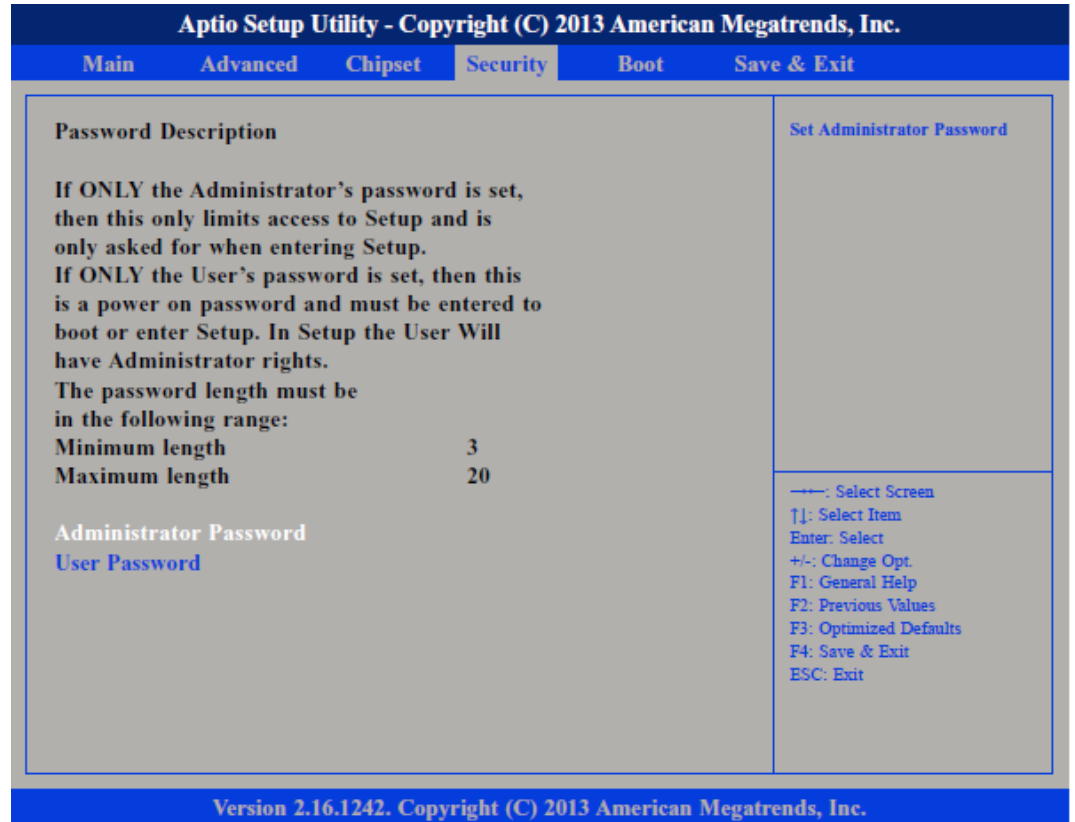 Aptio Setup Utility - Copyright (C) 2013 American Megatrends, Inc.
Main Advanced Chipset Security Boot Save & Exit
Password Description
If ONLY the Administrator's password is set,
then this only limits access to Setup and is
only asked for when entering Setup.
If ONLY the User's password is set, then this
is a power on password and must be entered to
boot or enter Setup. In Setup the User Will
have Administrator rights.
The password length must be
in the following range:
Minimum length 3
Maximum length 20
Administrator Password
User Password
Set Administrator Password
→←: Select Screen
↑↓: Select Item
Enter: Select
+/-: Change Opt.
F1: General Help
F2: Previous Values
F3: Optimized Defaults
F4: Save & Exit
ESC: Exit
Version 2.16.1242. Copyright (C) 2013 American Megatrends, Inc.